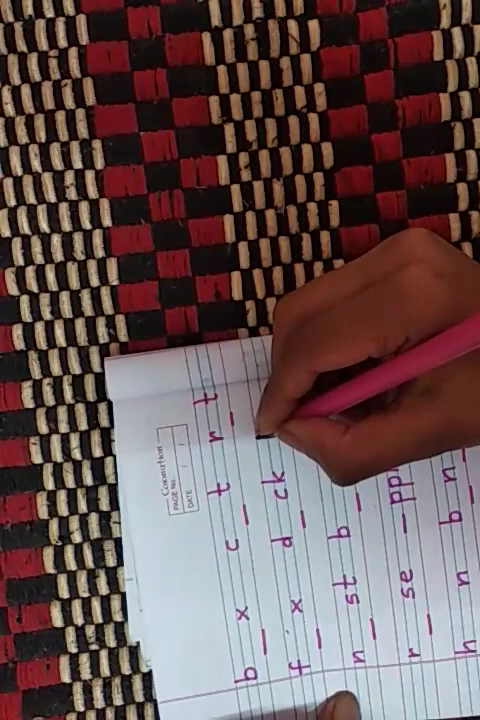 Coronation
PAGE No.
DATE / /
b _ x c _ t r _ t
f _ x d _ ck
n _ st b _
r _ se _ pp
h n b _ n